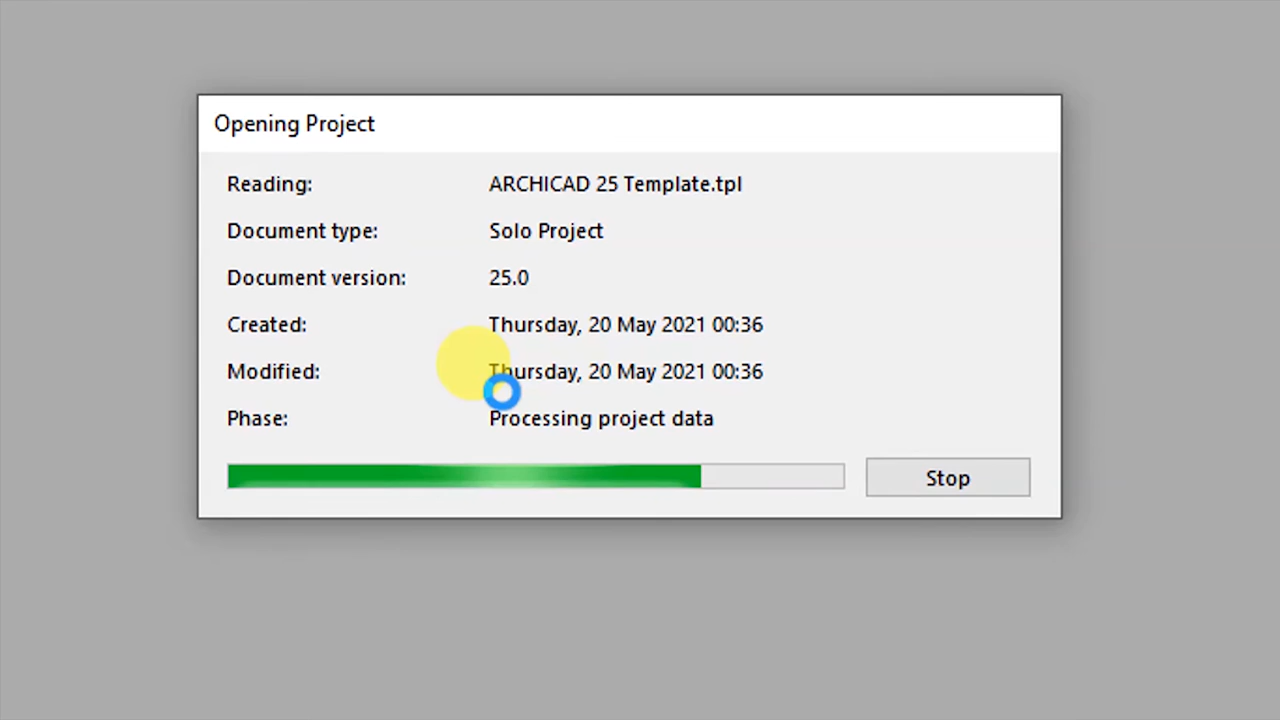 Opening Project
Reading: ARCHICAD 25 Template.tpl
Document type: Solo Project
Document version: 25.0
Created: Thursday, 20 May 2021 00:36
Modified: Thursday, 20 May 2021 00:36
Phase: Processing project data
Stop